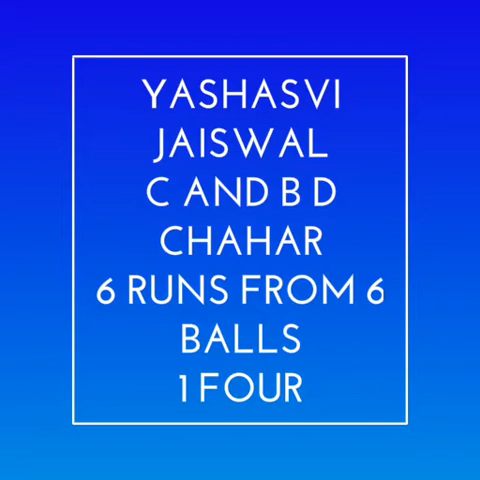 YASHASVI
JAISWAL
C AND B D
CHAHAR
6 RUNS FROM 6
BALLS
1 FOUR